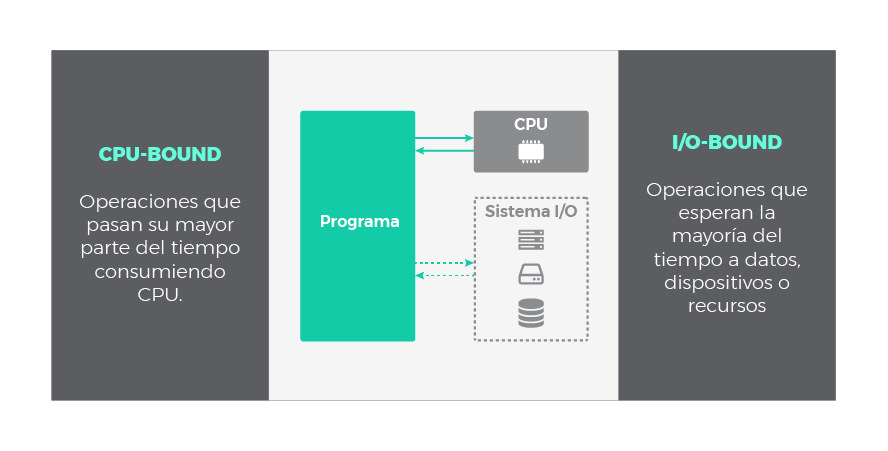 CPU-BOUND
Operaciones que
pasan su mayor
parte del tiempo
consumiendo
CPU.
Programa
CPU
Sistema I/O
I/O-BOUND
Operaciones que
esperan la
mayoría del
tiempo a datos,
dispositivos o
recursos